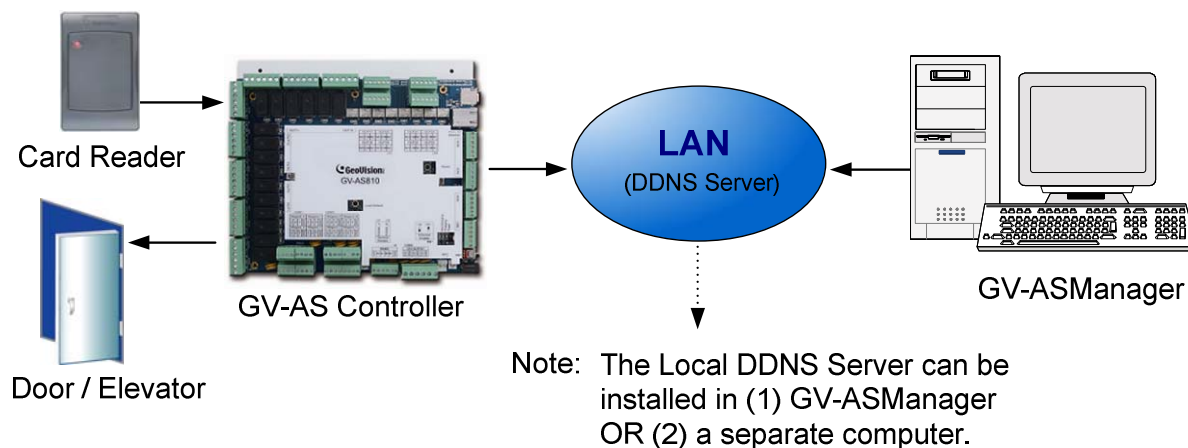 Card Reader
GeoVision
GV-AS810
GV-AS Controller
Door / Elevator
LAN
(DDNS Server)
GV-ASManager
Note: The Local DDNS Server can be
installed in (1) GV-ASManager
OR (2) a separate computer.